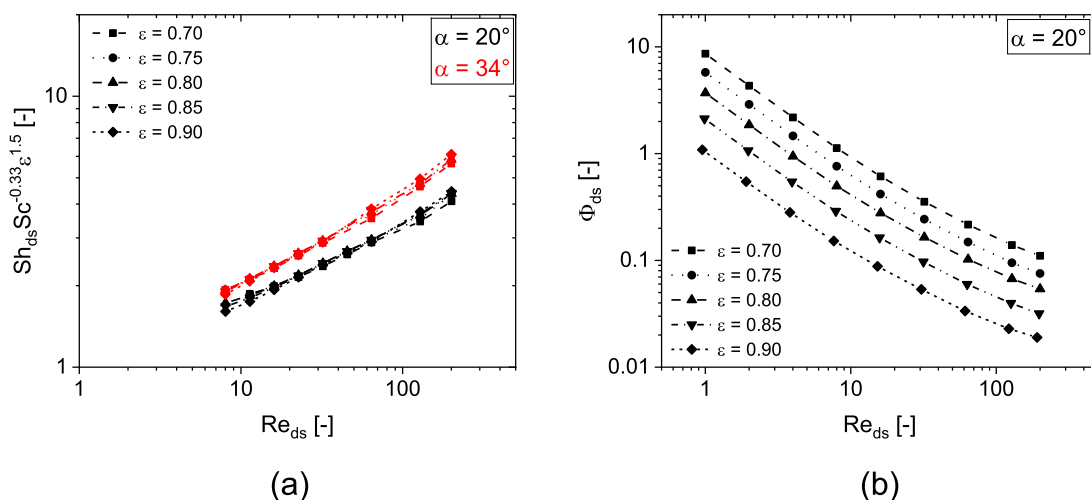 ε = 0.70
ε = 0.75
ε = 0.80
ε = 0.85
ε = 0.90
α = 20°
α = 34°
10
1
1
10
100
Sh_ds Sc^-0.33 ε^1.5 [-]
Re_ds [-]
(a)
α = 20°
10
1
0.1
0.01
ε = 0.70
ε = 0.75
ε = 0.80
ε = 0.85
ε = 0.90
1
10
100
Φ_ds [-]
Re_ds [-]
(b)